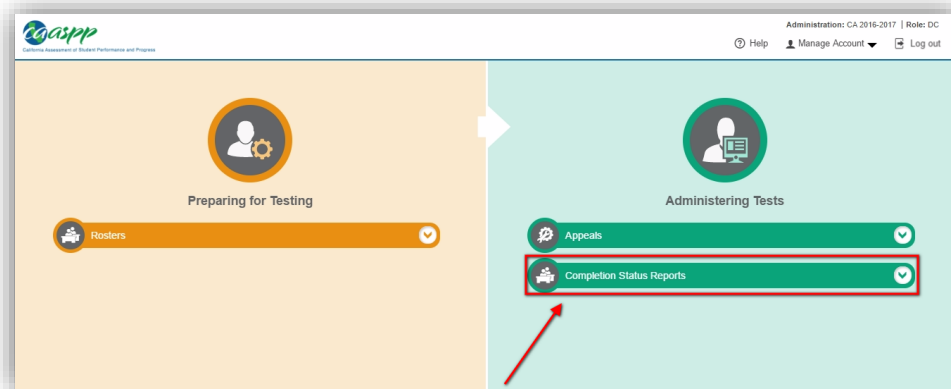 caaspp
California Assessment of Student Performance and Progress
Administration: CA 2016-2017 | Role: DC
Help Manage Account Log out
Preparing for Testing
Rosters
Administering Tests
Appeals
Completion Status Reports